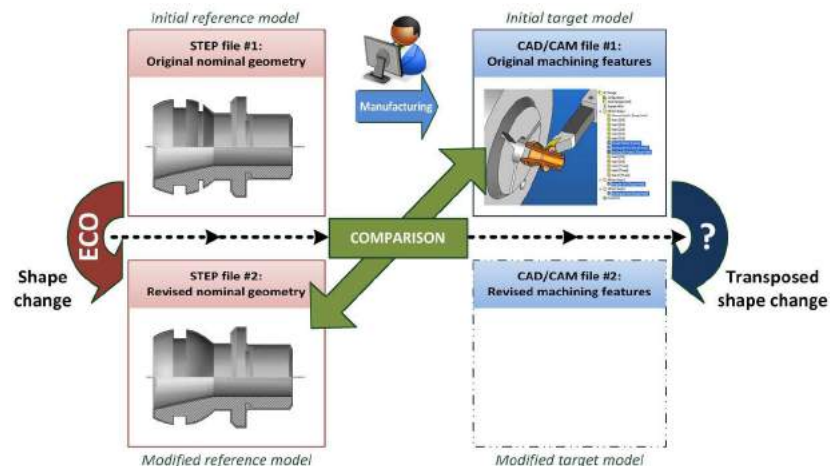 Initial reference model
Initial target model
STEP file #1:
Original nominal geometry
CAD/CAM file #1:
Original machining features
Manufacturing
ECO
COMPARISON
?
Shape
change
STEP file #2:
Revised nominal geometry
CAD/CAM file #2:
Revised machining features
Transposed
shape change
Modified reference model
Modified target model